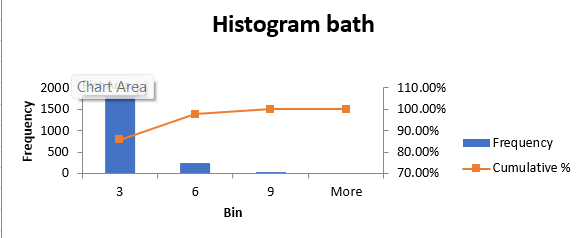 Histogram bath
Chart Area
2000
1500
1000
500
0
Frequency
110.00%
100.00%
90.00%
80.00%
70.00%
3 6 9 More
Bin
Frequency
Cumulative %